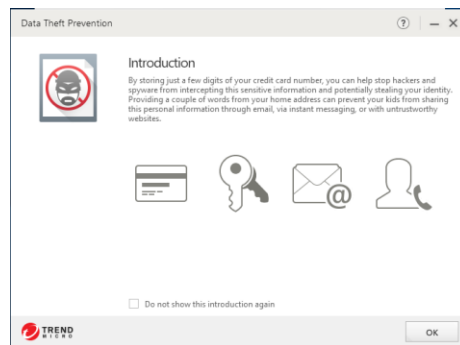 Data Theft Prevention
Introduction
By storing just a few digits of your credit card number, you can help stop hackers and
spyware from intercepting this sensitive information and potentially stealing your identity.
Providing a couple of words from your home address can prevent your kids from sharing
this personal information through email, via instant messaging, or with untrustworthy
websites.
Do not show this introduction again
TREND
MICRO
OK